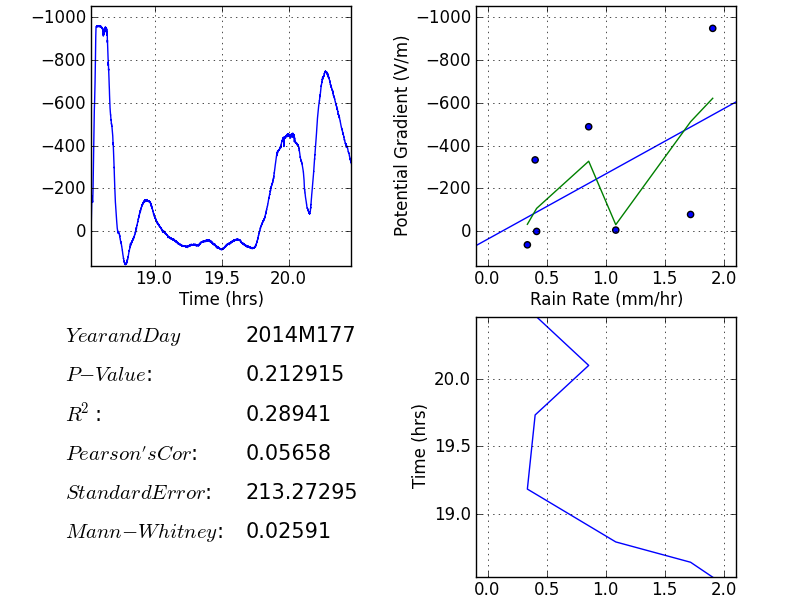 −1000
−800
−600
−400
−200
0
19.0 19.5 20.0
Time (hrs)
Potential Gradient (V/m)
−1000
−800
−600
−400
−200
0
0.0 0.5 1.0 1.5 2.0
Rain Rate (mm/hr)
YearandDay 2014M177
P−Value: 0.212915
R²: 0.28941
Pearson'sCor: 0.05658
StandardError: 213.27295
Mann−Whitney: 0.02591
Time (hrs)
20.0
19.5
19.0
0.0 0.5 1.0 1.5 2.0